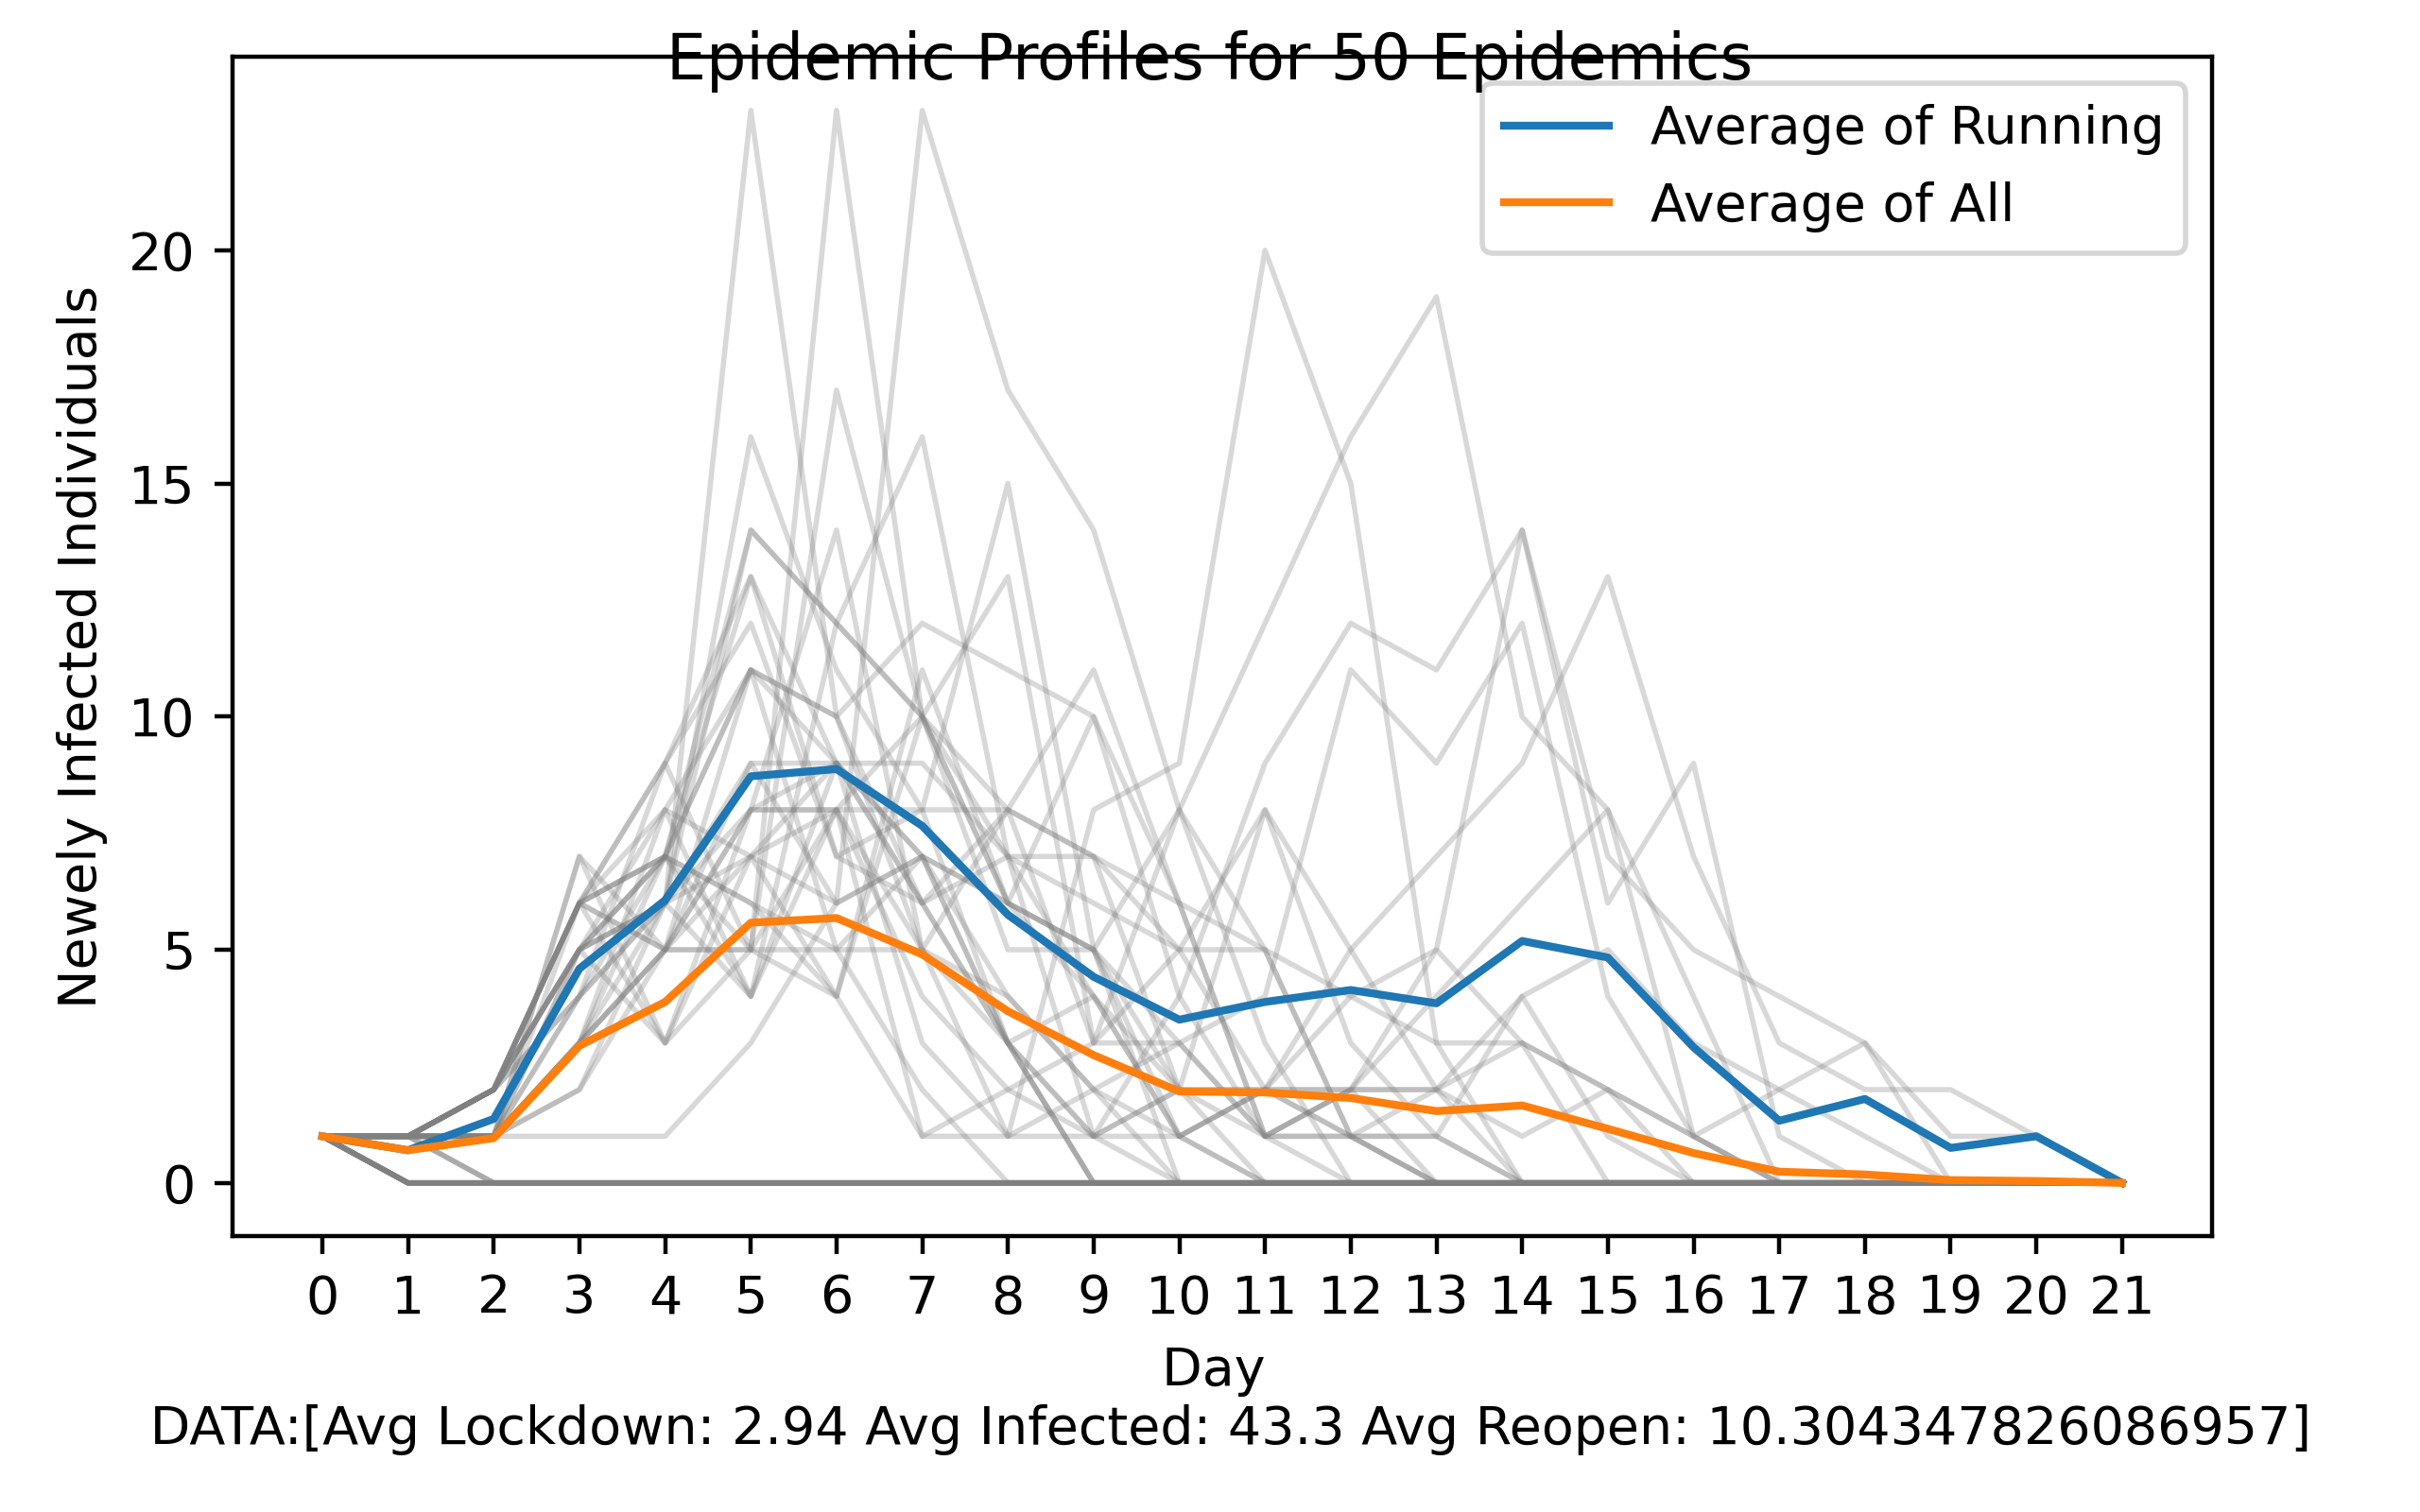 Epidemic Profiles for 50 Epidemics
Average of Running
Average of All
Newely Infected Individuals
20
15
10
5
0
0 1 2 3 4 5 6 7 8 9 10 11 12 13 14 15 16 17 18 19 20 21
Day
DATA:[Avg Lockdown: 2.94 Avg Infected: 43.3 Avg Reopen: 10.304347826086957]